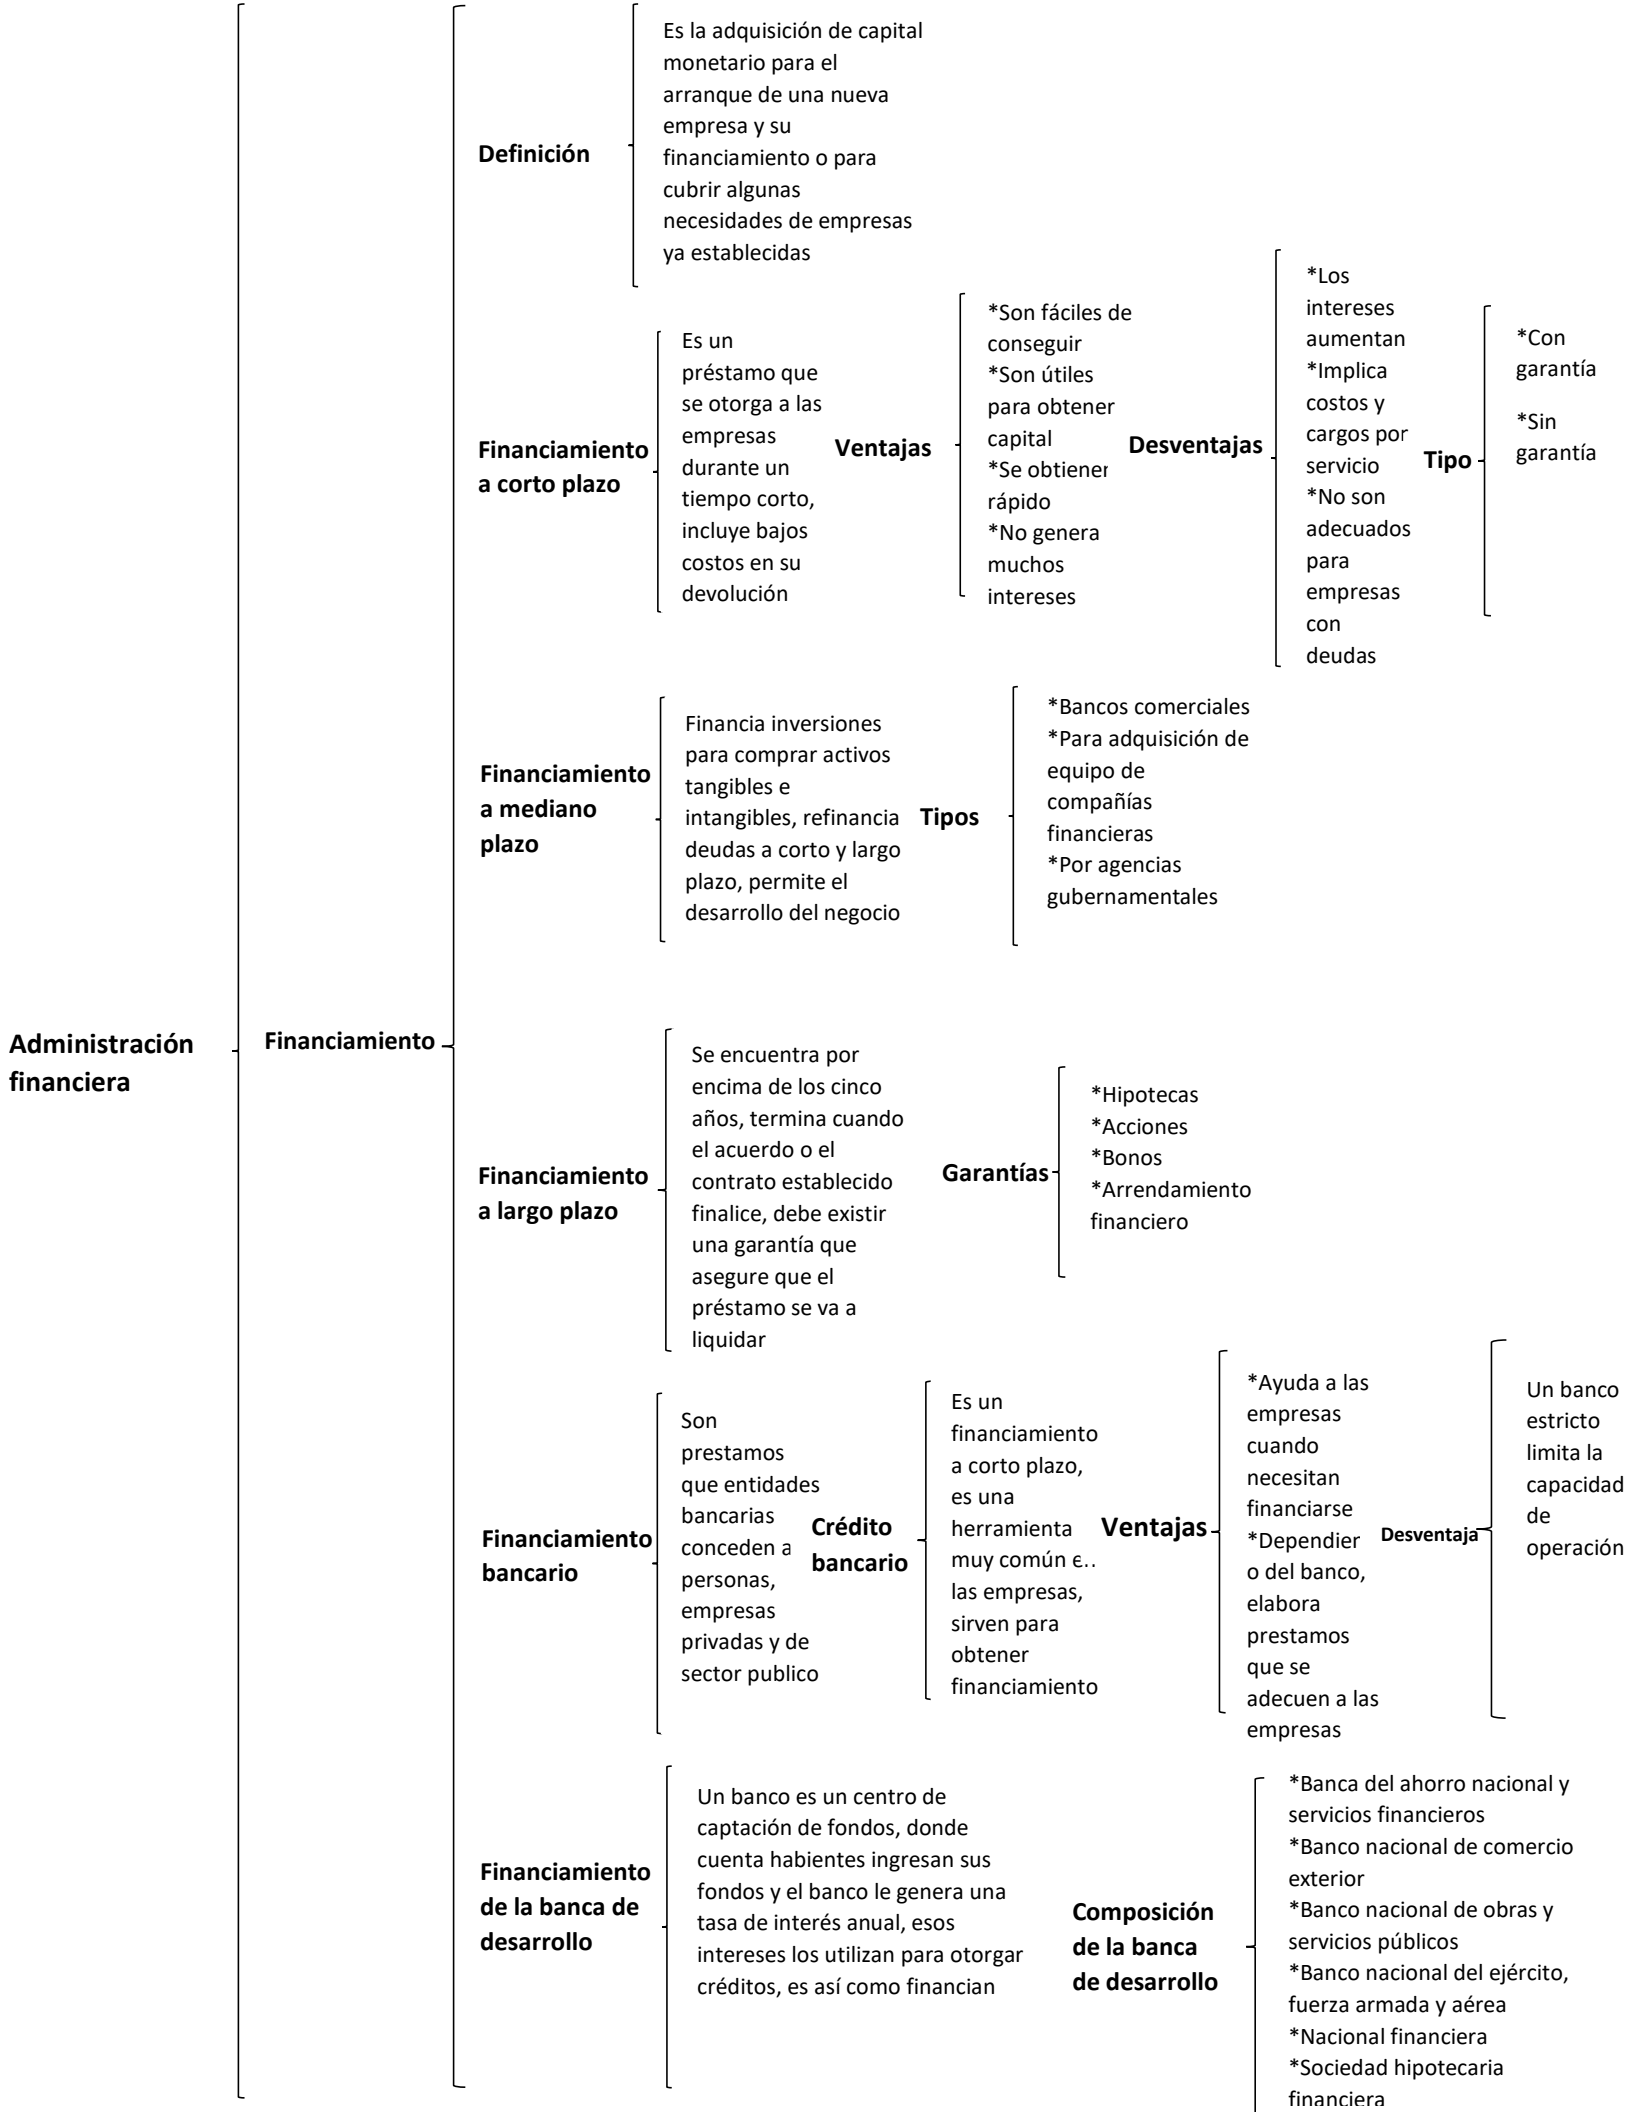 Administración
financiera
Financiamiento
Definición
Es la adquisición de capital
monetario para el
arranque de una nueva
empresa y su
financiamiento o para
cubrir algunas
necesidades de empresas
ya establecidas
Financiamiento
a corto plazo
Es un
préstamo que
se otorga a las
empresas
durante un
tiempo corto,
incluye bajos
costos en su
devolución
Ventajas
*Son fáciles de
conseguir
*Son útiles
para obtener
capital
*Se obtiener
rápido
*No genera
muchos
intereses
Desventajas
*Los
intereses
aumentan
*Implica
costos y
cargos por
servicio
*No son
adecuados
para
empresas
con
deudas
Tipo
*Con
garantía
*Sin
garantía
Financiamiento
a mediano
plazo
Financia inversiones
para comprar activos
tangibles e
intangibles, refinancia
deudas a corto y largo
plazo, permite el
desarrollo del negocio
Tipos
*Bancos comerciales
*Para adquisición de
equipo de
compañías
financieras
*Por agencias
gubernamentales
Financiamiento
a largo plazo
Se encuentra por
encima de los cinco
años, termina cuando
el acuerdo o el
contrato establecido
finalice, debe existir
una garantía que
asegure que el
préstamo se va a
liquidar
Garantías
*Hipotecas
*Acciones
*Bonos
*Arrendamiento
financiero
Financiamiento
bancario
Son
prestamos
que entidades
bancarias
conceden a
personas,
empresas
privadas y de
sector publico
Crédito
bancario
Es un
financiamiento
a corto plazo,
es una
herramienta
muy común e..
las empresas,
sirven para
obtener
financiamiento
Ventajas
*Ayuda a las
empresas
cuando
necesitan
financiarse
*Dependier
o del banco,
elabora
prestamos
que se
adecuen a las
empresas
Desventaja
Un banco
estricto
limita la
capacidad
de
operación
Financiamiento
de la banca de
desarrollo
Un banco es un centro de
captación de fondos, donde
cuenta habientes ingresan sus
fondos y el banco le genera una
tasa de interés anual, esos
intereses los utilizan para otorgar
créditos, es así como financian
Composición
de la banca
de desarrollo
*Banca del ahorro nacional y
servicios financieros
*Banco nacional de comercio
exterior
*Banco nacional de obras y
servicios públicos
*Banco nacional del ejército,
fuerza armada y aérea
*Nacional financiera
*Sociedad hipotecaria
financiera